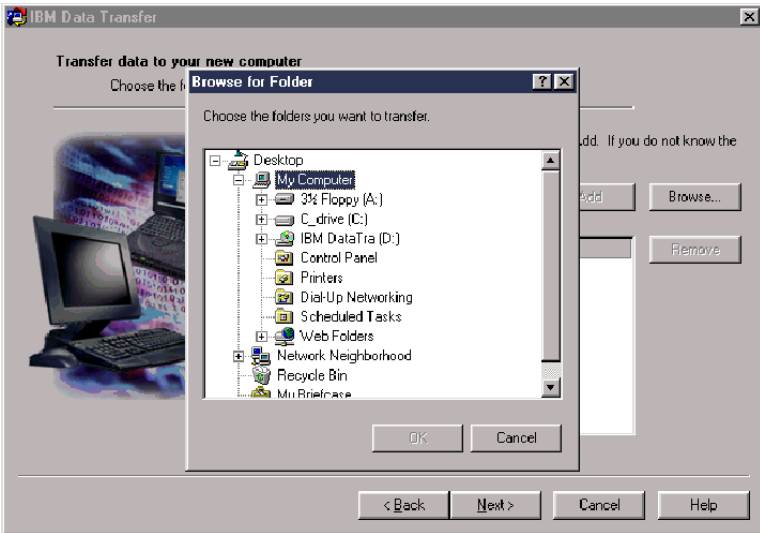 IBM Data Transfer
Transfer data to your new computer
Choose the f
Browse for Folder
Choose the folders you want to transfer.
dd. If you do not know the
Desktop
My Computer
3½ Floppy (A:)
Add
Browse...
C_drive (C:)
IBM DataTra (D:)
Control Panel
Remove
Printers
Dial-Up Networking
Scheduled Tasks
Web Folders
Network Neighborhood
Recycle Bin
My Briefcase
OK
Cancel
< Back
Next >
Cancel
Help